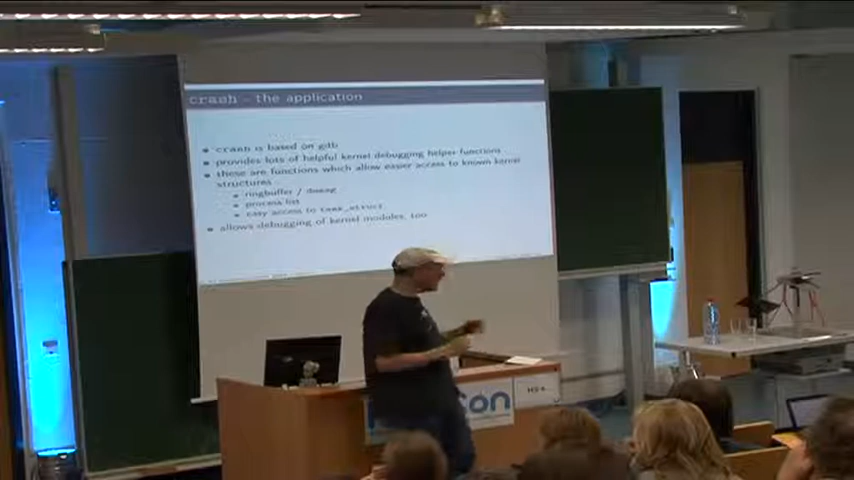 crash - the application
crash is based on gdb
provides lots of helpful kernel debugging helper functions
these are functions which allow easier access to known kernel
structures
ringbuffer / dmesg
process list
easy access to task_struct
allows debugging of kernel modules, too
con
HS 4